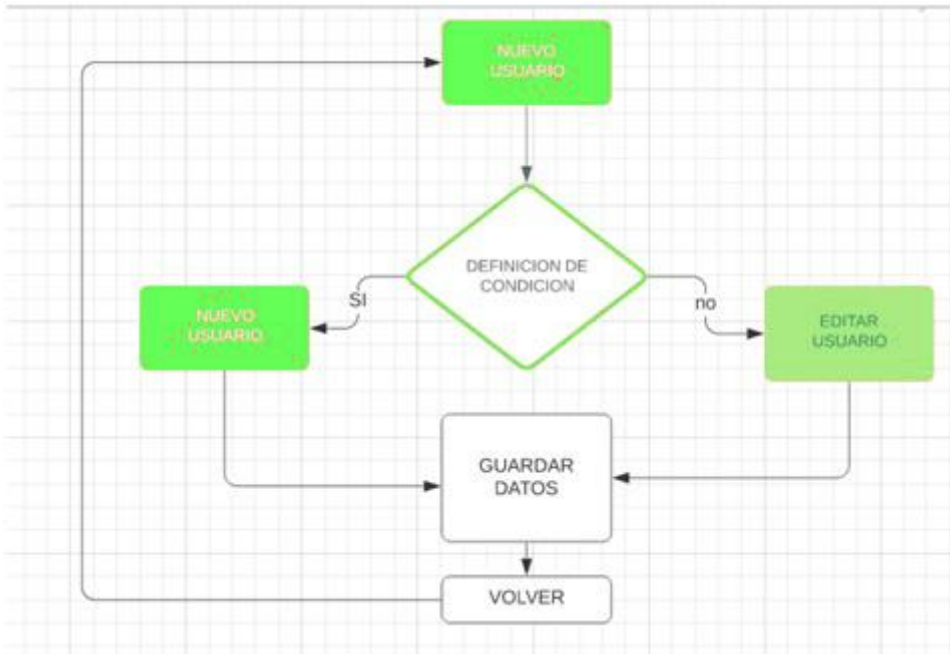 NUEVO
USUARIO
DEFINICION DE
CONDICION
SI
no
NUEVO
USUARIO
EDITAR
USUARIO
GUARDAR
DATOS
VOLVER